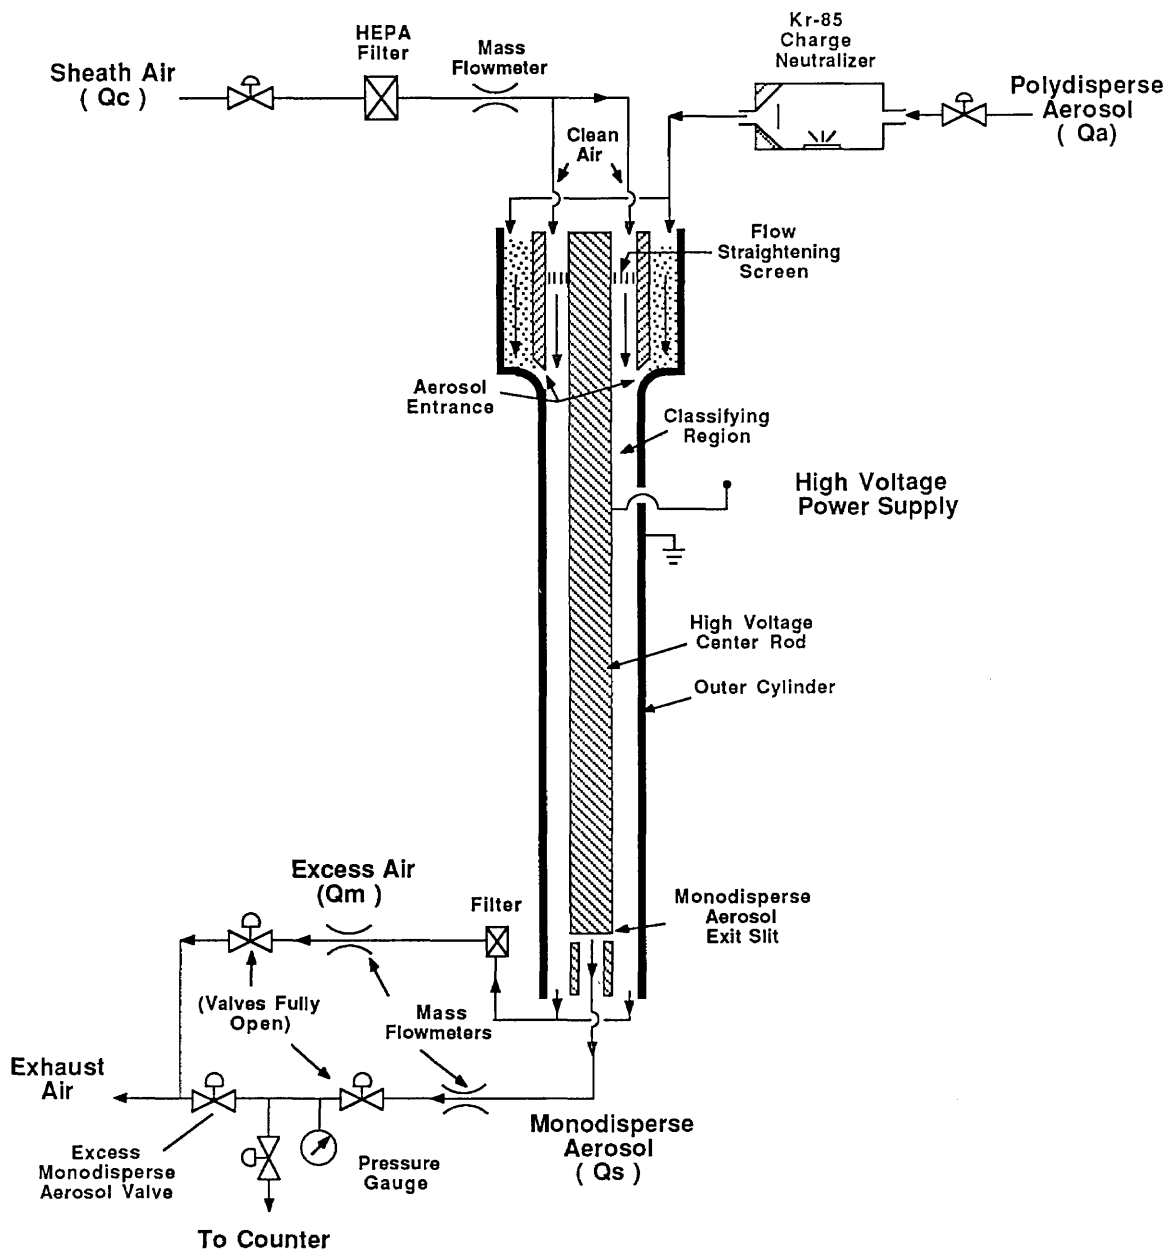 Kr-85
Charge
Neutralizer
HEPA
Filter
Mass
Flowmeter
Sheath Air
( Qc )
Polydisperse
Aerosol
( Qa)
Clean
Air
Flow
Straightening
Screen
Aerosol
Entrance
Classifying
Region
High Voltage
Power Supply
High Voltage
Center Rod
Outer Cylinder
Excess Air
(Qm )
Filter
Monodisperse
Aerosol
Exit Slit
(Valves Fully
Open)
Mass
Flowmeters
Exhaust
Air
Monodisperse
Aerosol
( Qs )
Excess
Monodisperse
Aerosol Valve
Pressure
Gauge
To Counter